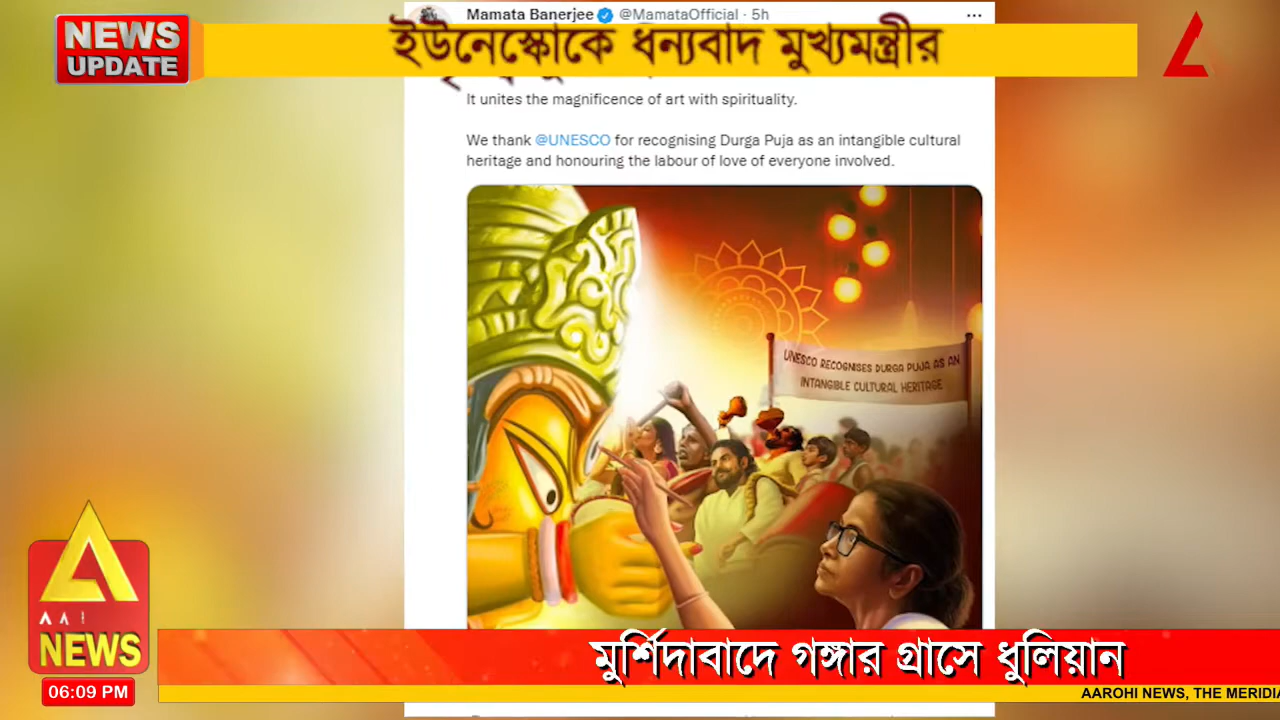 Mamata Banerjee @MamataOfficial · 5h
NEWS
UPDATE
ইউনেস্কোকে ধন্যবাদ মুখ্যমন্ত্রীর
It unites the magnificence of art with spirituality.
We thank @UNESCO for recognising Durga Puja as an intangible cultural
heritage and honouring the labour of love of everyone involved.
UNESCO RECOGNISES DURGA PUJA AS AN
INTANGIBLE CULTURAL HERITAGE
NEWS
06:09 PM
মুর্শিদাবাদে গঙ্গার গ্রাসে ধুলিয়ান
AAROHI NEWS, THE